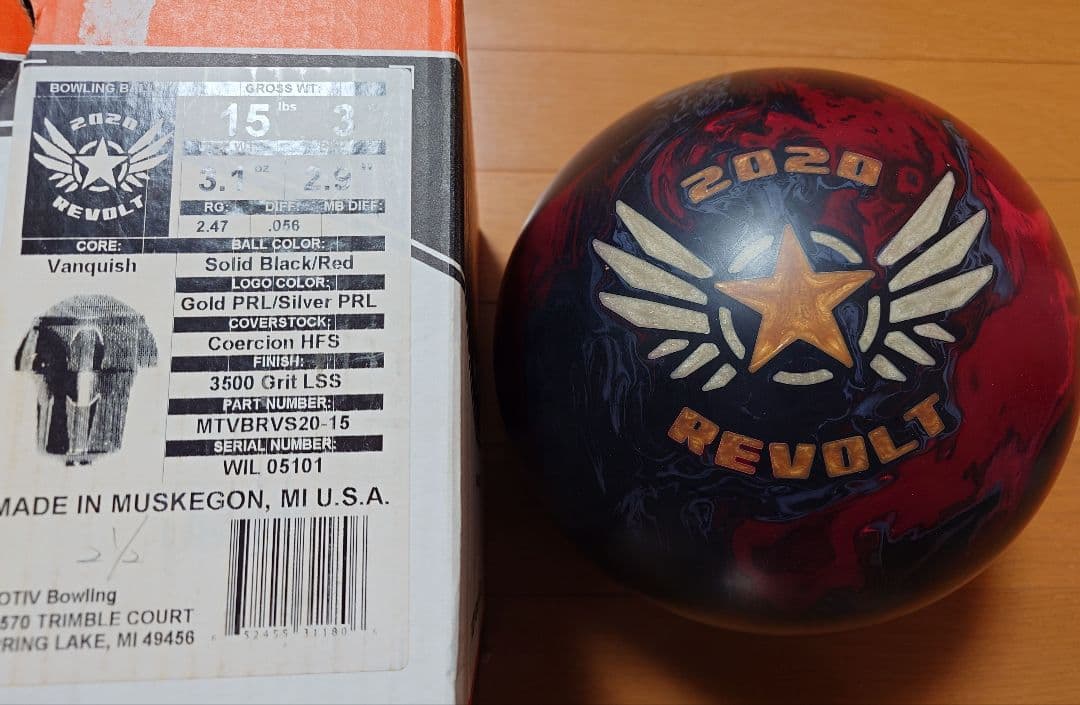 BOWLING BALL
GROSS WT:
15 lbs 3
2020
REVOLT
3.1 oz 2.9 "
RG: DIFF: MB DIFF:
2.47 .056
CORE:
Vanquish
BALL COLOR:
Solid Black/Red
LOGO COLOR:
Gold PRL/Silver PRL
COVERSTOCK:
Coercion HFS
FINISH:
3500 Grit LSS
PART NUMBER:
MTVBRVS20-15
SERIAL NUMBER:
WIL 05101
MADE IN MUSKEGON, MI U.S.A.
2½
OTIV Bowling
570 TRIMBLE COURT
RING LAKE, MI 49456
52455 31180
2020
REVOLT